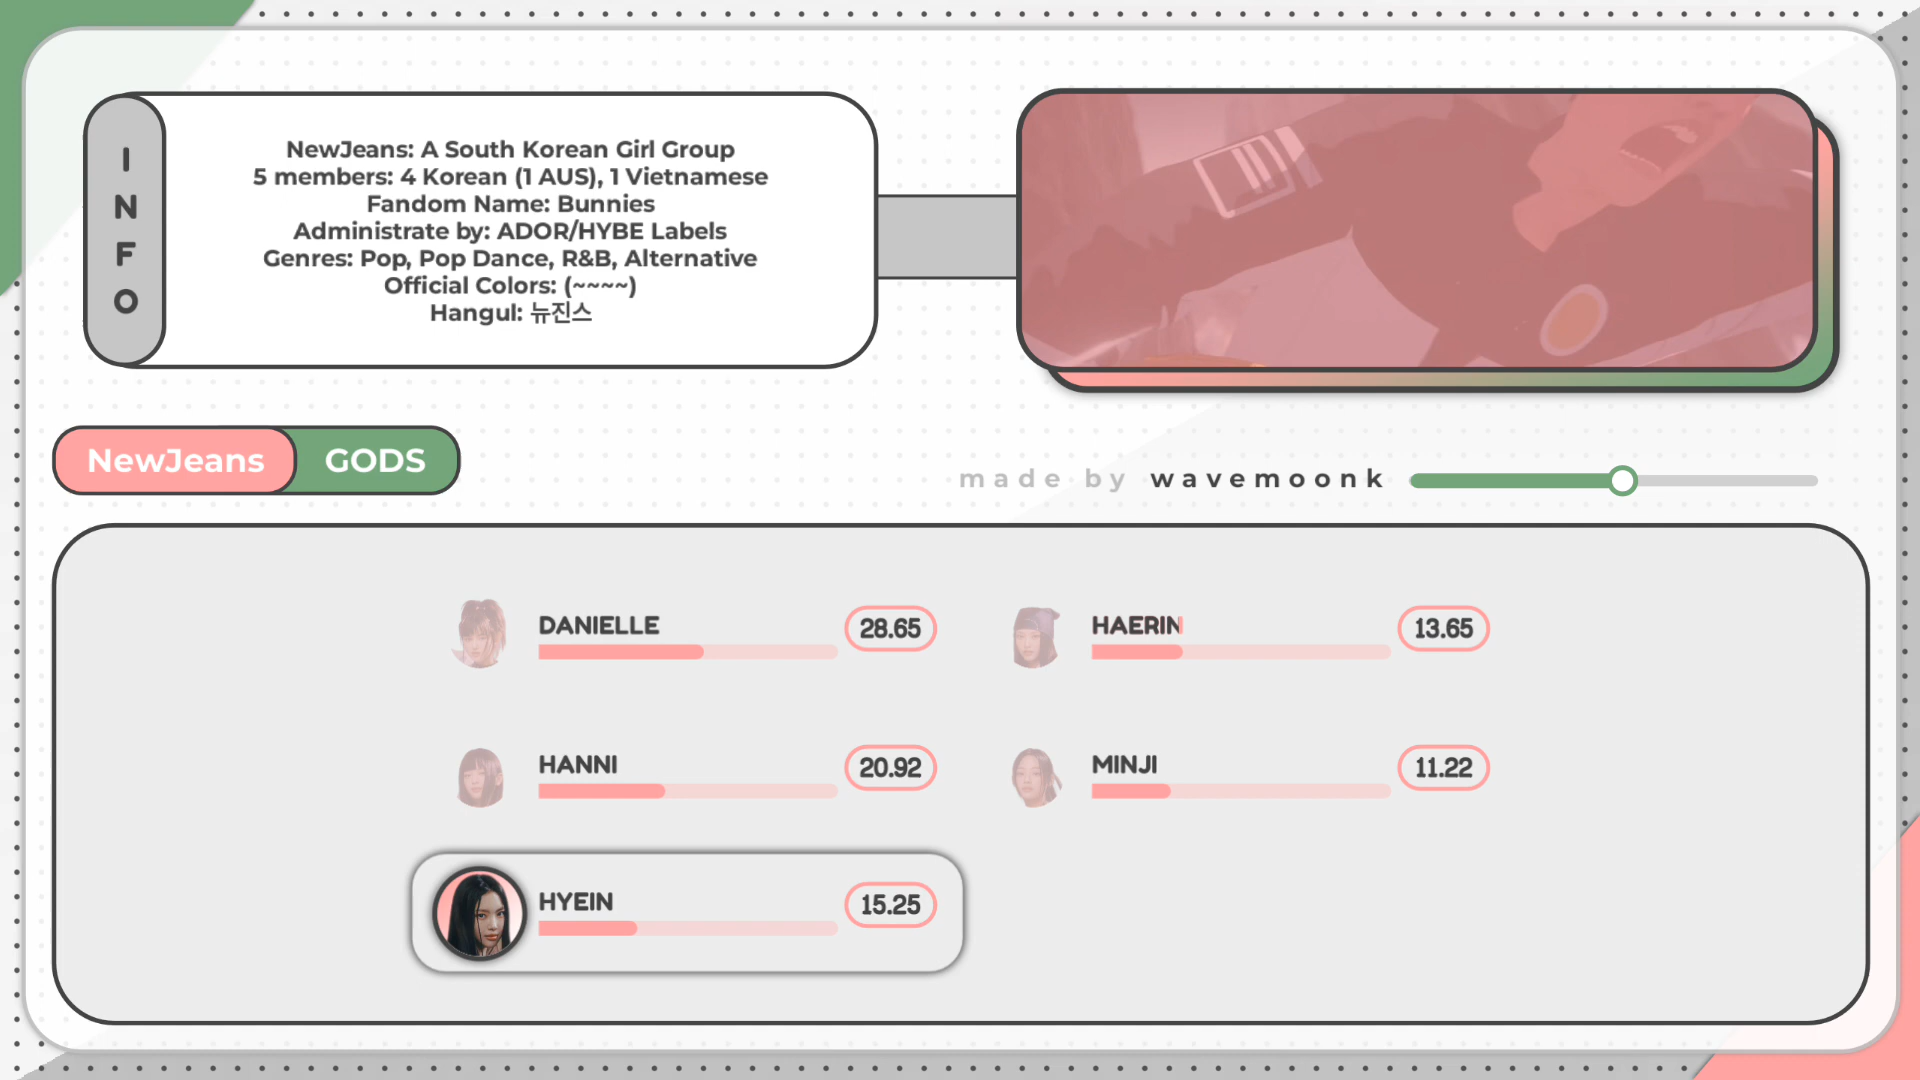 INFO
NewJeans: A South Korean Girl Group
5 members: 4 Korean (1 AUS), 1 Vietnamese
Fandom Name: Bunnies
Administrate by: ADOR/HYBE Labels
Genres: Pop, Pop Dance, R&B, Alternative
Official Colors: (~~~~)
Hangul: 뉴진스
NewJeans GODS
made by wavemoonk
DANIELLE 28.65
HAERIN 13.65
HANNI 20.92
MINJI 11.22
HYEIN 15.25